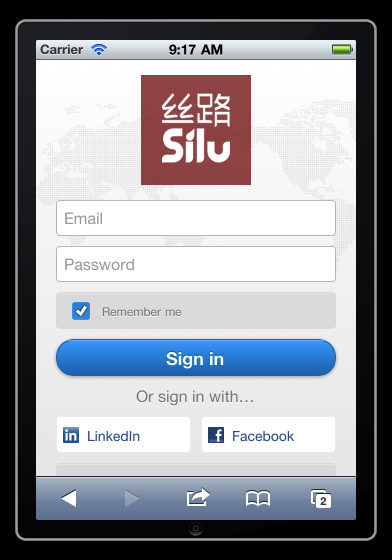 Carrier 9:17 AM
丝路
Silu
Email
Password
Remember me
Sign in
Or sign in with...
in LinkedIn
f Facebook
2